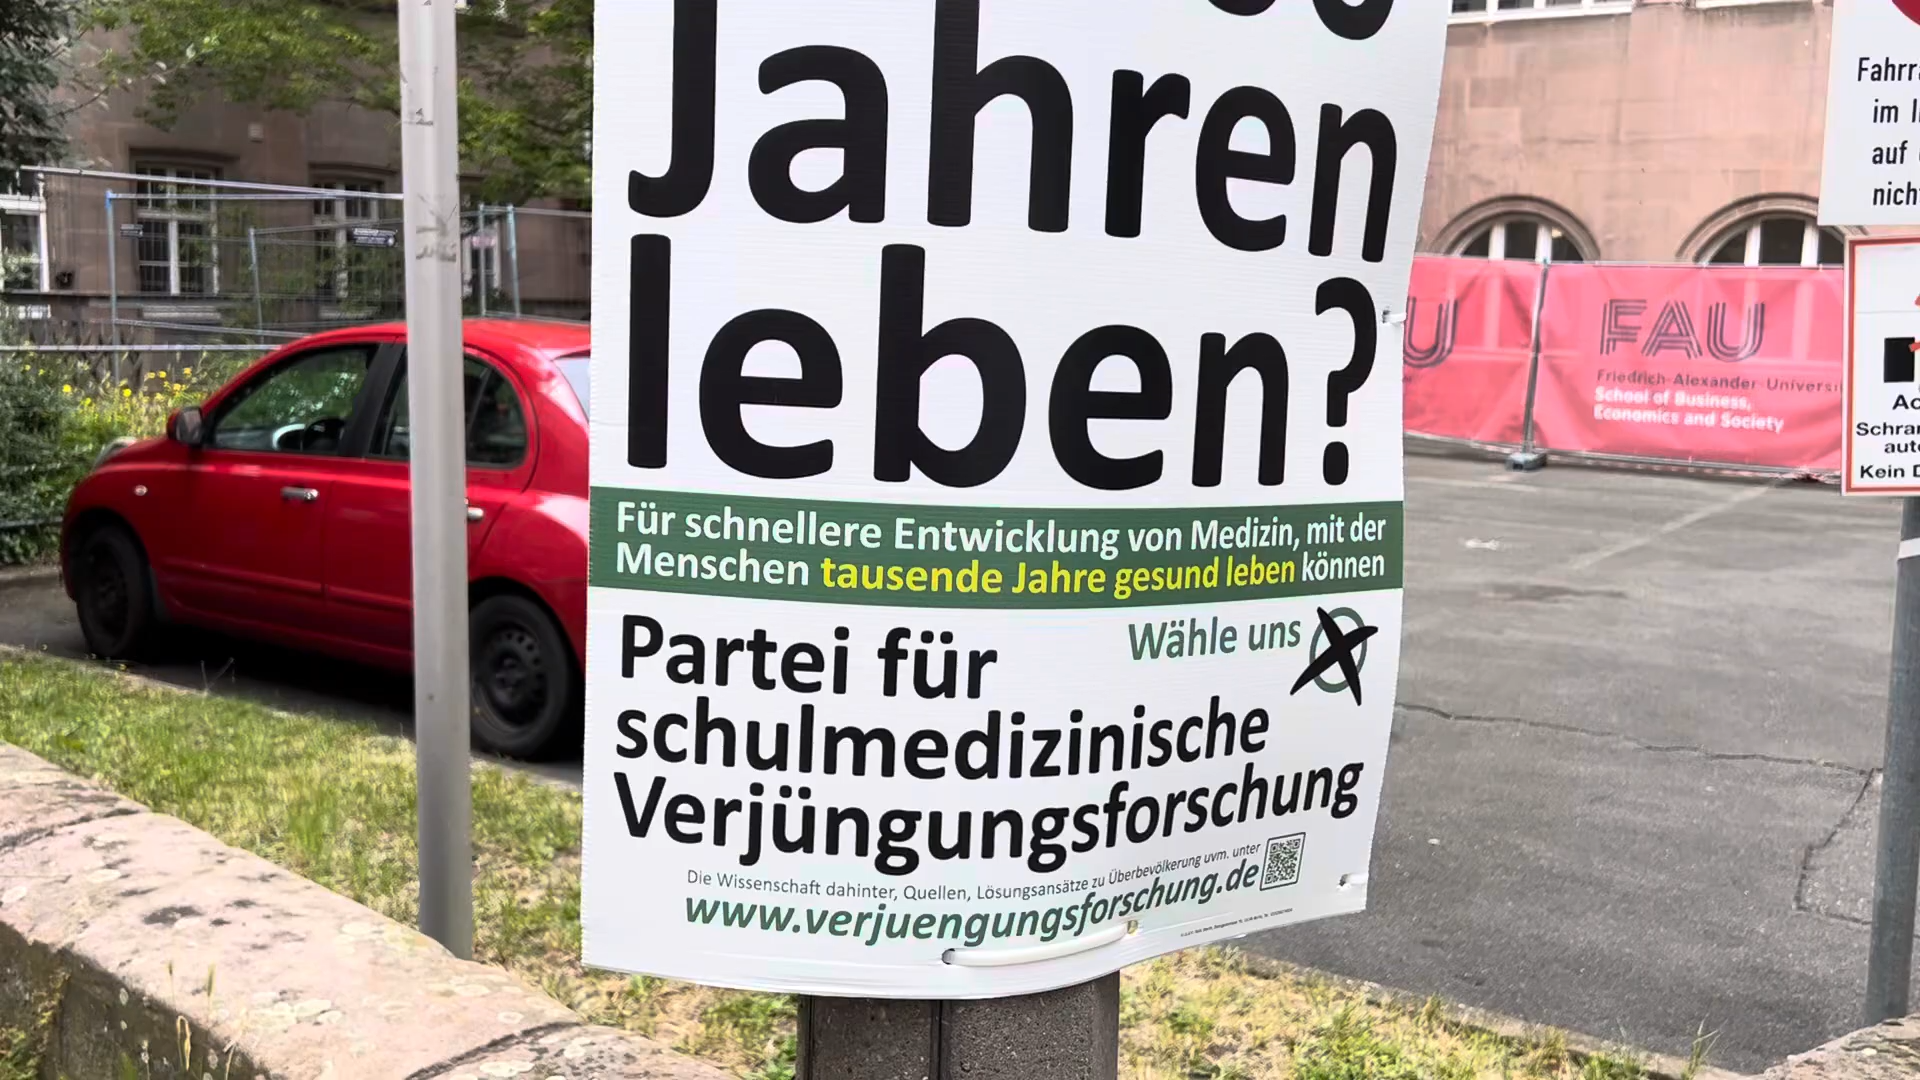 Jahren
leben?
Für schnellere Entwicklung von Medizin, mit der
Menschen tausende Jahre gesund leben können
Wähle uns
Partei für
schulmedizinische
Verjüngungsforschung
Die Wissenschaft dahinter, Quellen, Lösungsansätze zu Überbevölkerung uvm. unter
www.verjuengungsforschung.de
FAU
Friedrich-Alexander-Universi
School of Business,
Economics and Society
Fahrr
im I
auf
nich
Ac
Schra
aut
Kein D